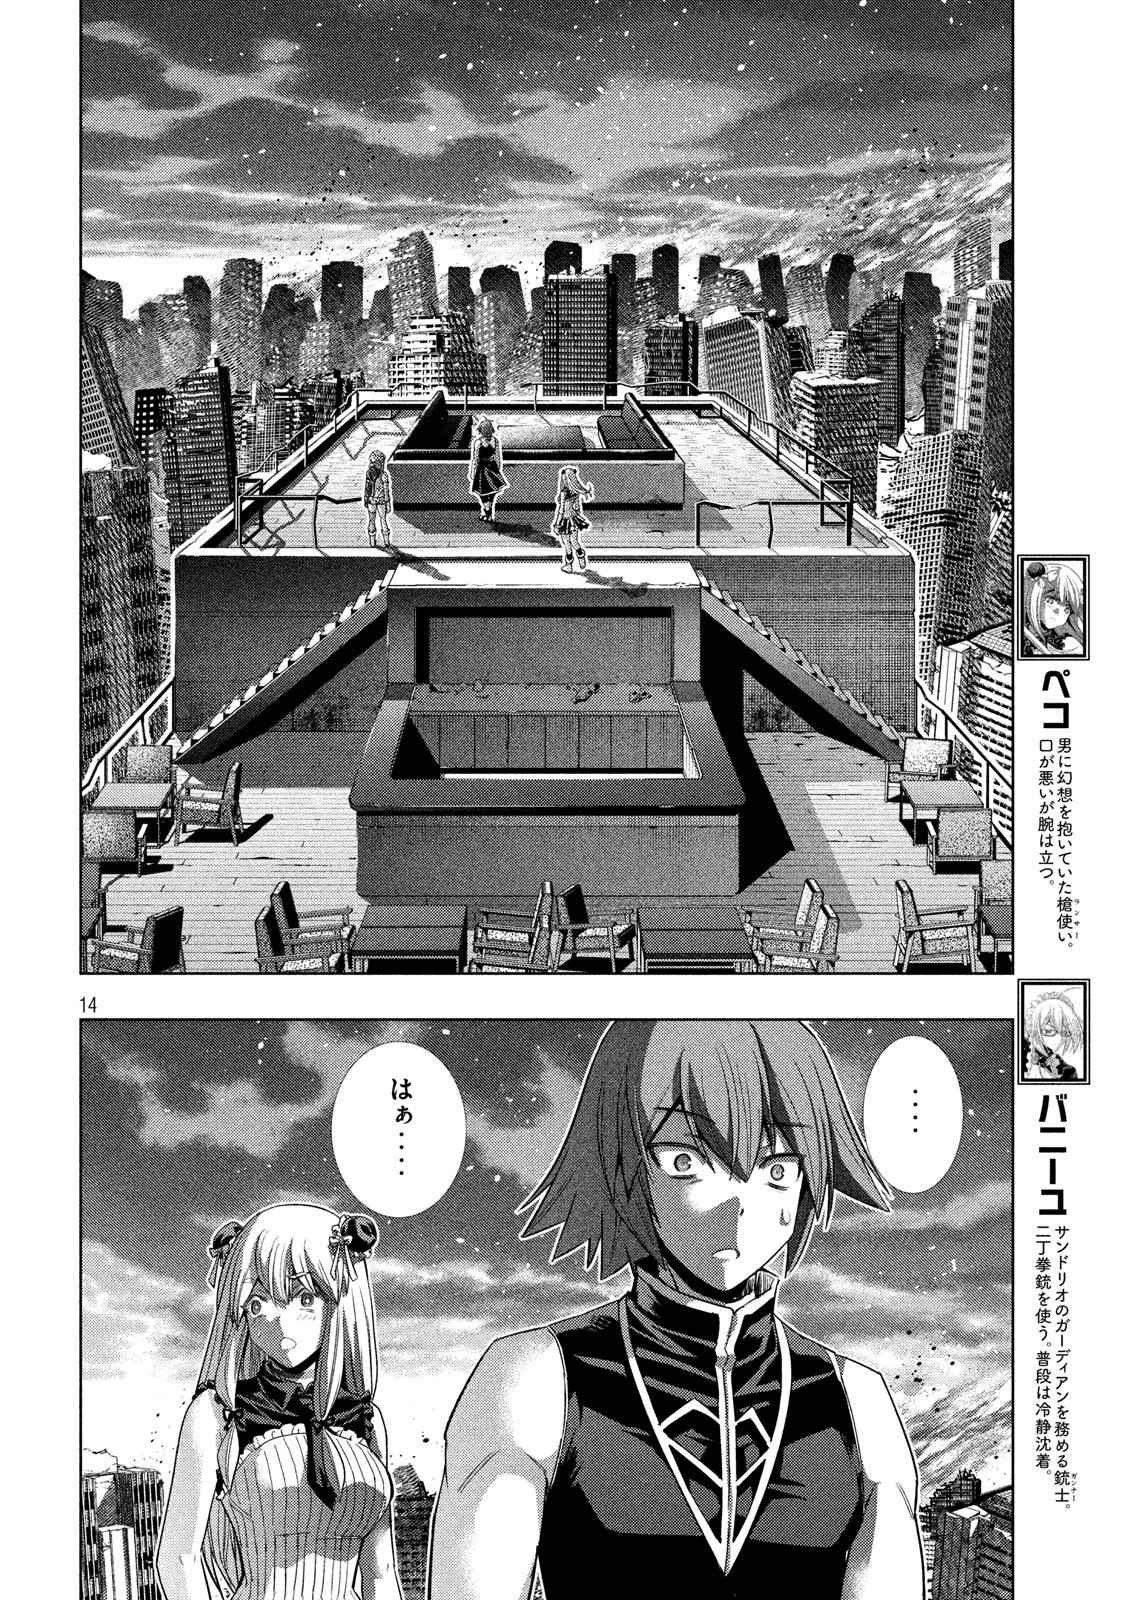 ペコ
男に幻想を抱いていた槍使い。
ランサー
口が悪いが腕は立つ。
14
‥‥
はぁ‥‥
バニーユ
サンドリオのガーディアンを務める銃士。
ガンナー
二丁拳銃を使う。普段は冷静沈着。